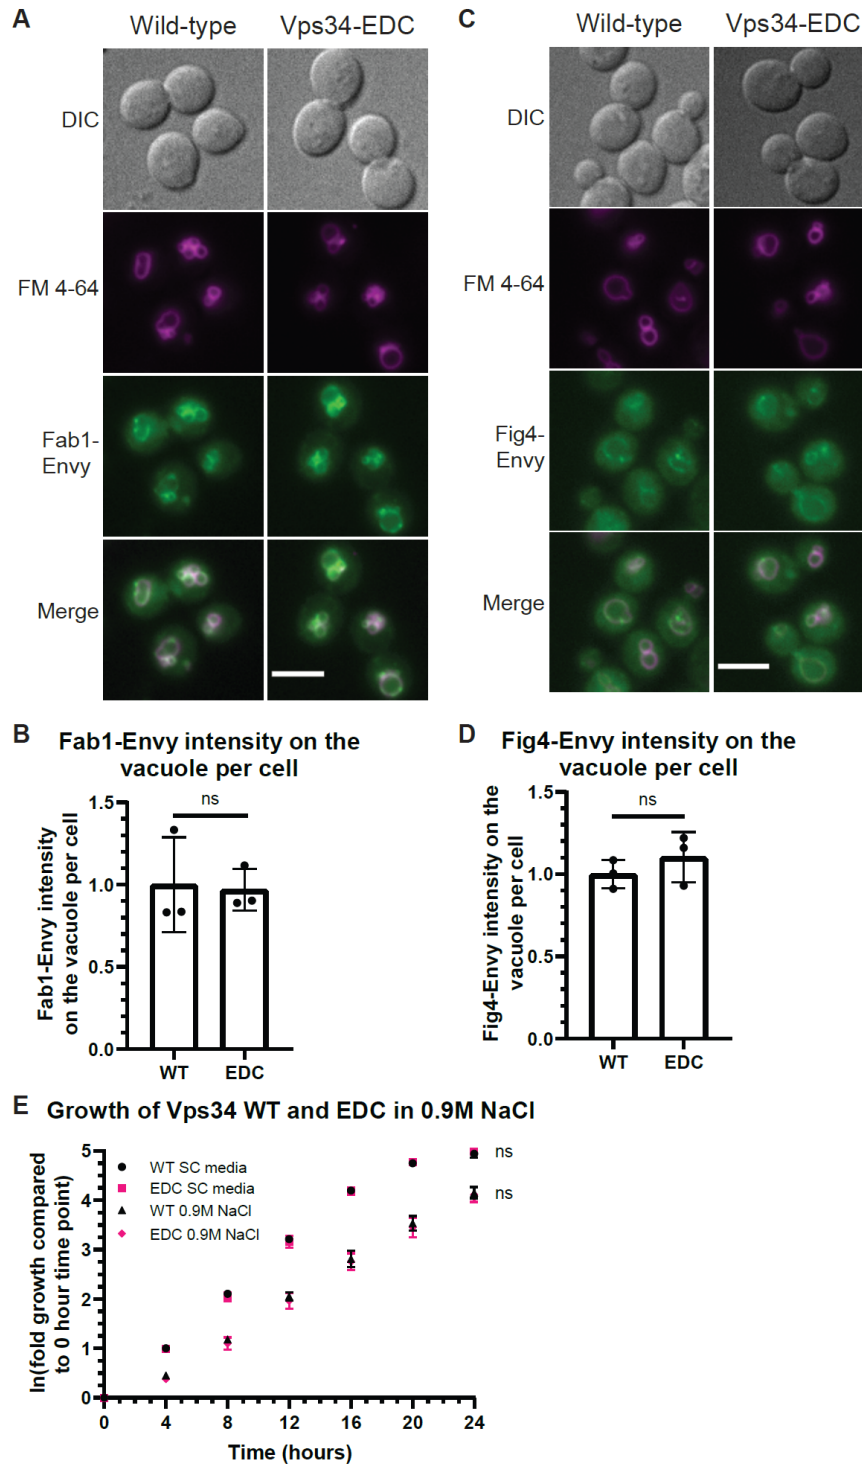 A
Wild-type
Vps34-EDC
DIC
FM 4-64
Fab1-
Envy
Merge
C
Wild-type
Vps34-EDC
DIC
FM 4-64
Fig4-
Envy
Merge
B
Fab1-Envy intensity on the
vacuole per cell
Fab1-Envy intensity
on the vacuole per cell
1.5
1.0
0.5
0.0
ns
WT
EDC
D
Fig4-Envy intensity on the
vacuole per cell
Fig4-Envy intensity on the
vacuole per cell
1.5
1.0
0.5
0.0
ns
WT
EDC
E
Growth of Vps34 WT and EDC in 0.9M NaCl
ln(fold growth compared
to 0 hour time point)
5
4
3
2
1
0
WT SC media
EDC SC media
WT 0.9M NaCl
EDC 0.9M NaCl
ns
ns
0
4
8
12
16
20
24
Time (hours)